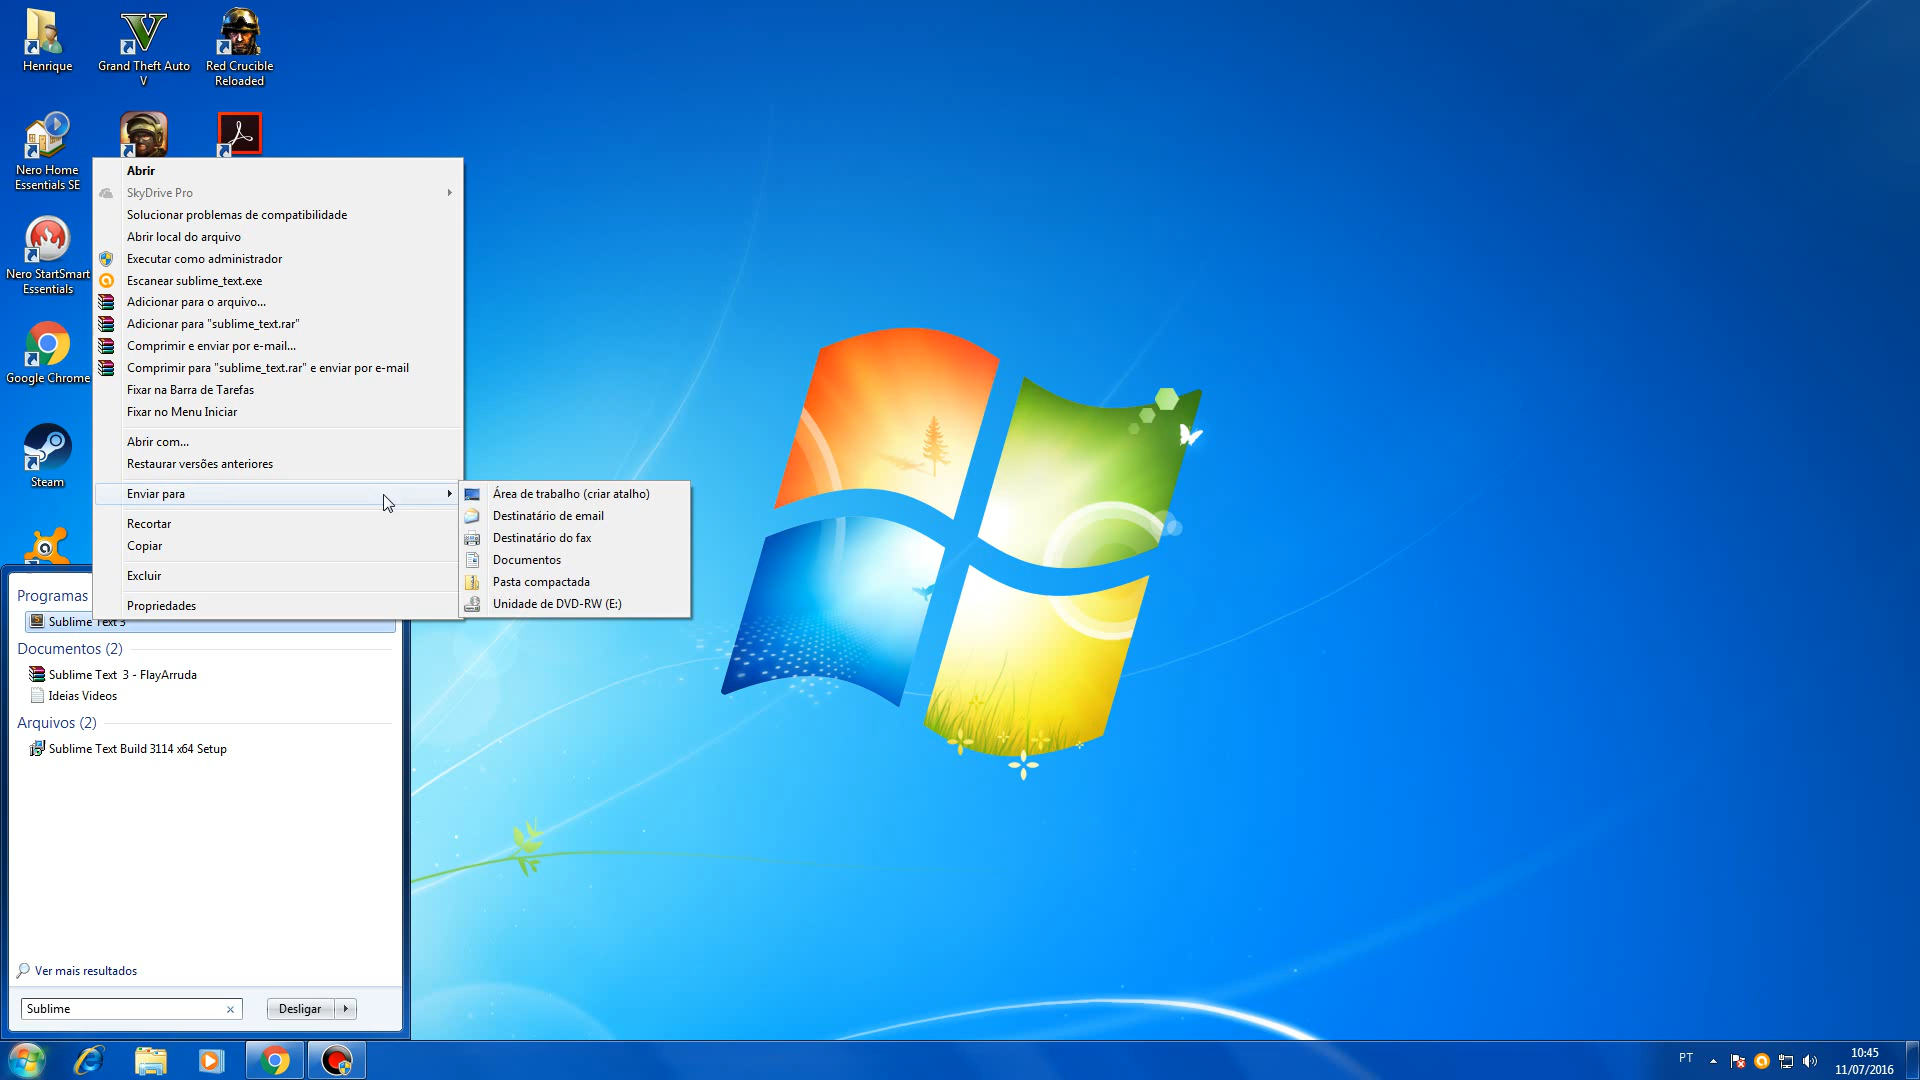 Henrique
Grand Theft Auto
V
Red Crucible
Reloaded
Nero Home
Essentials SE
Nero StartSmart
Essentials
Google Chrome
Steam
Abrir
SkyDrive Pro
Solucionar problemas de compatibilidade
Abrir local do arquivo
Executar como administrador
Escanear sublime_text.exe
Adicionar para o arquivo...
Adicionar para "sublime_text.rar"
Comprimir e enviar por e-mail...
Comprimir para "sublime_text.rar" e enviar por e-mail
Fixar na Barra de Tarefas
Fixar no Menu Iniciar
Abrir com...
Restaurar versões anteriores
Enviar para
Recortar
Copiar
Excluir
Propriedades
Área de trabalho (criar atalho)
Destinatário de email
Destinatário do fax
Documentos
Pasta compactada
Unidade de DVD-RW (E:)
Programas
Sublime Text 3
Documentos (2)
Sublime Text  3 - FlayArruda
Ideias Videos
Arquivos (2)
Sublime Text Build 3114 x64 Setup
Ver mais resultados
Sublime
Desligar
PT
10:45
11/07/2016